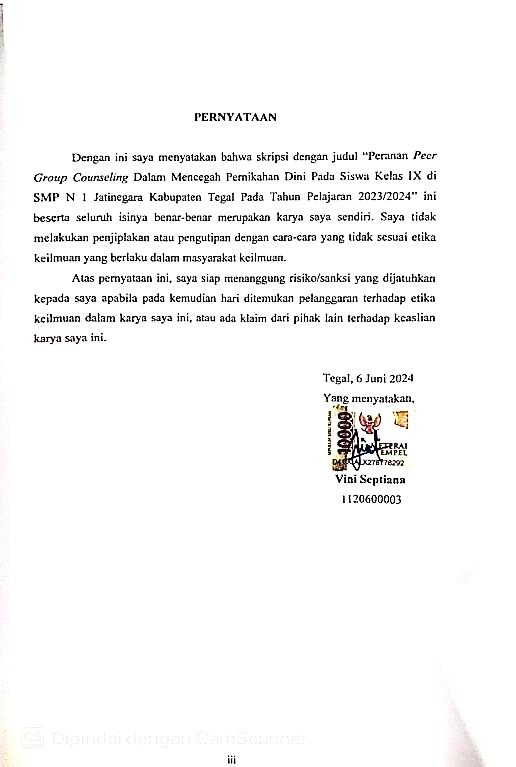 PERNYATAAN
Dengan ini saya menyatakan bahwa skripsi dengan judul “Peranan Peer
Group Counseling Dalam Mencegah Pernikahan Dini Pada Siswa Kelas IX di
SMP N 1 Jatinegara Kabupaten Tegal Pada Tahun Pelajaran 2023/2024” ini
beserta seluruh isinya benar-benar merupakan karya saya sendiri. Saya tidak
melakukan penjiplakan atau pengutipan dengan cara-cara yang tidak sesuai etika
keilmuan yang berlaku dalam masyarakat keilmuan.
Atas pernyataan ini, saya siap menanggung risiko/sanksi yang dijatuhkan
kepada saya apabila pada kemudian hari ditemukan pelanggaran terhadap etika
keilmuan dalam karya saya ini, atau ada klaim dari pihak lain terhadap keaslian
karya saya ini.
Tegal, 6 Juni 2024
Yang menyatakan,
10000
TERAI
EMPEL
X278778292
Vini Septiana
1120600003
CS Dipindai dengan CamScanner
iii